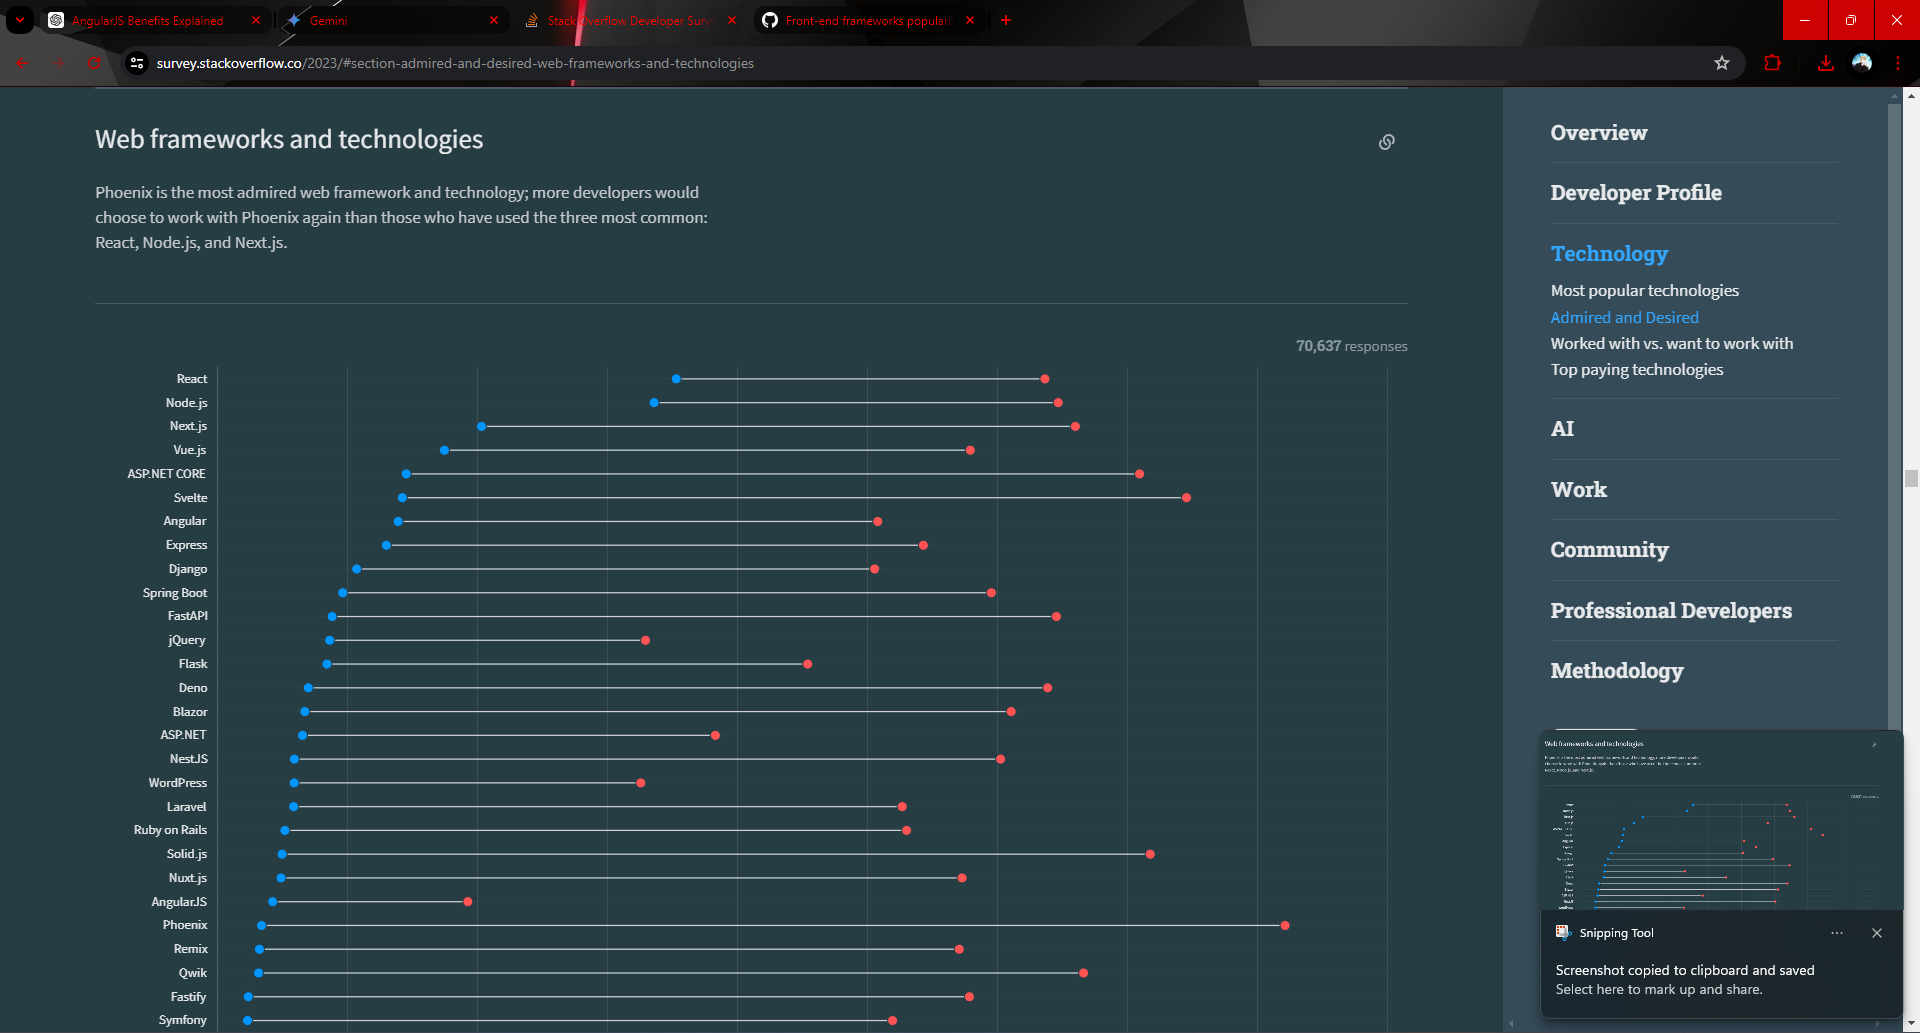 AngularJS Benefits Explained
Gemini
Stack Overflow Developer Surv
Front-end frameworks populari
survey.stackoverflow.co/2023/#section-admired-and-desired-web-frameworks-and-technologies
Web frameworks and technologies
Phoenix is the most admired web framework and technology; more developers would
choose to work with Phoenix again than those who have used the three most common:
React, Node.js, and Next.js.
70,637 responses
React
Node.js
Next.js
Vue.js
ASP.NET CORE
Svelte
Angular
Express
Django
Spring Boot
FastAPI
jQuery
Flask
Deno
Blazor
ASP.NET
NestJS
WordPress
Laravel
Ruby on Rails
Solid.js
Nuxt.js
AngularJS
Phoenix
Remix
Qwik
Fastify
Symfony
Overview
Developer Profile
Technology
Most popular technologies
Admired and Desired
Worked with vs. want to work with
Top paying technologies
AI
Work
Community
Professional Developers
Methodology
Web frameworks and technologies
Snipping Tool
Screenshot copied to clipboard and saved
Select here to mark up and share.